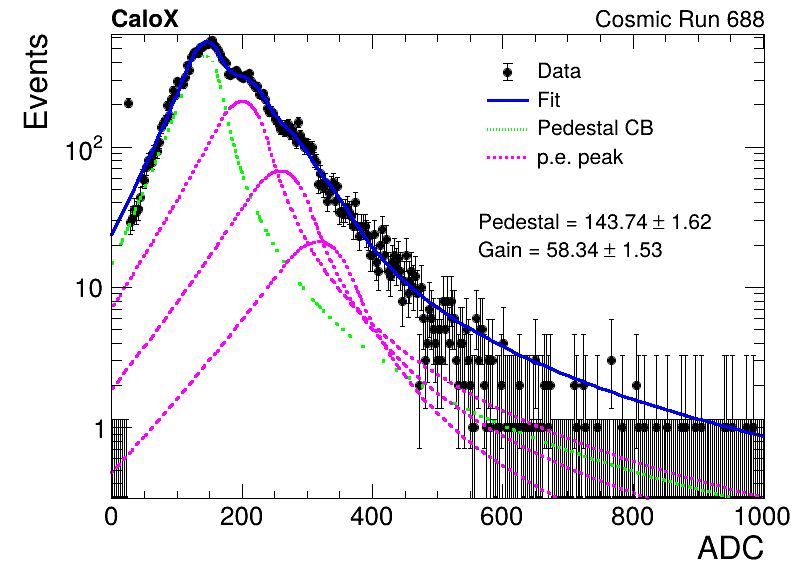 CaloX Cosmic Run 688
Events
Data
Fit
Pedestal CB
p.e. peak
Pedestal = 143.74 ± 1.62
Gain = 58.34 ± 1.53
10²
10
1
0 200 400 600 800 1000
ADC